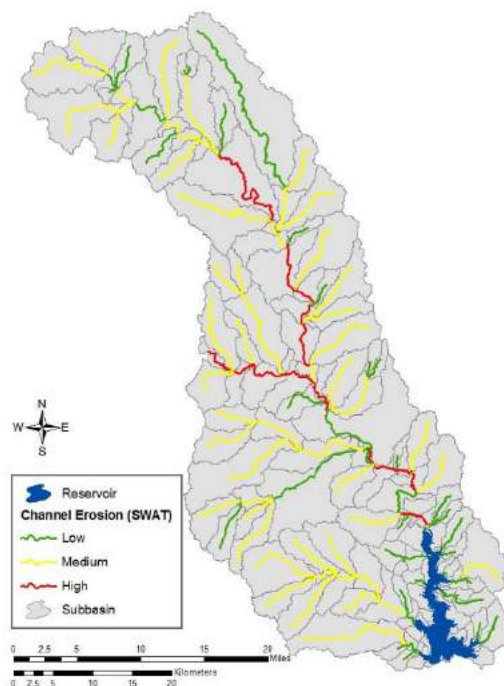 N
W E
S
Reservoir
Channel Erosion (SWAT)
Low
Medium
High
Subbasin
0 2.5 5 10 15 20
Miles
Kilometers
0 2.5 5 10 15 20